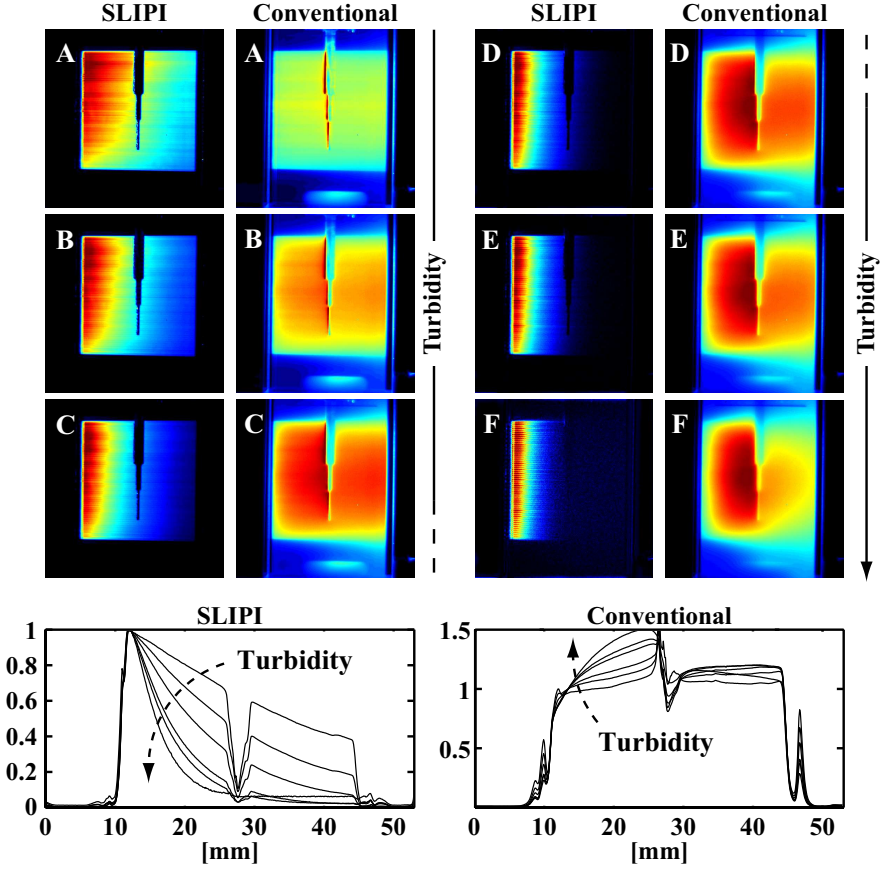 SLIPI Conventional SLIPI Conventional
A A D D
B B E E
C C F F
Turbidity Turbidity
SLIPI
1
0.8
0.6
0.4
0.2
0
0 10 20 30 40 50
[mm]
Turbidity
Conventional
1.5
1
0.5
0 10 20 30 40 50
[mm]
Turbidity